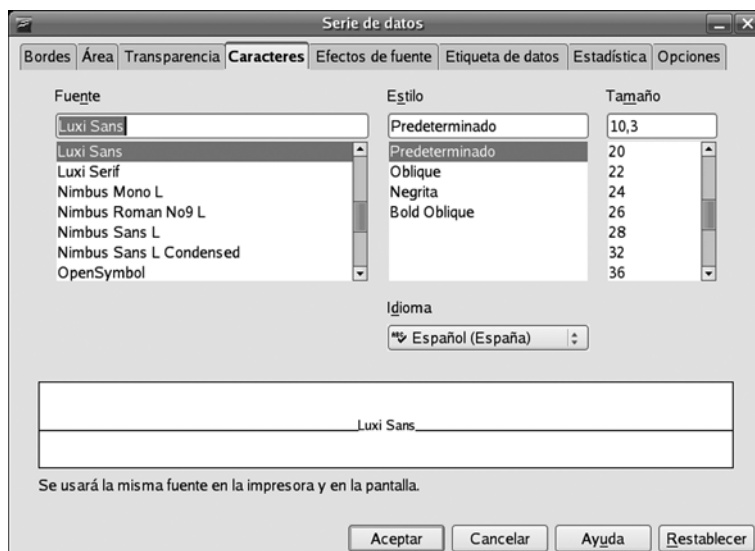 Serie de datos
Bordes Área Transparencia Caracteres Efectos de fuente Etiqueta de datos Estadística Opciones
Fuente Estilo Tamaño
Luxi Sans Predeterminado 10,3
Luxi Sans Predeterminado 20
Luxi Serif Oblique 22
Nimbus Mono L Negrita 24
Nimbus Roman No9 L Bold Oblique 26
Nimbus Sans L 28
Nimbus Sans L Condensed 32
OpenSymbol 36
Idioma
ABC Español (España)
Luxi Sans
Se usará la misma fuente en la impresora y en la pantalla.
Aceptar Cancelar Ayuda Restablecer